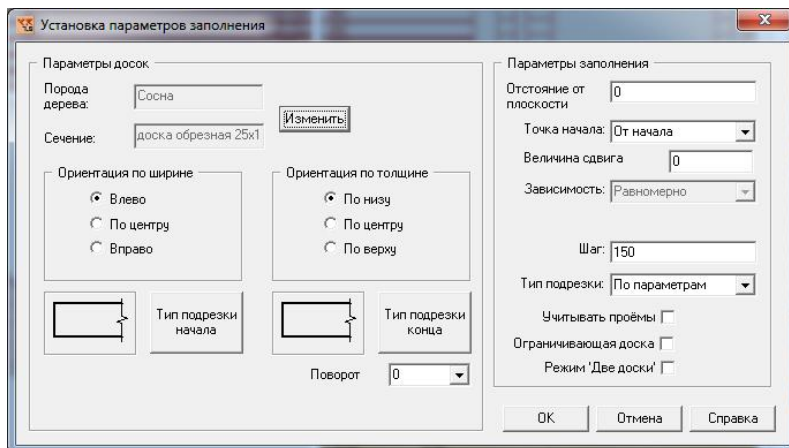 Установка параметров заполнения
Параметры досок
Порода дерева:
Сосна
Сечение:
доска обрезная 25x1
Изменить
Ориентация по ширине
Влево
По центру
Вправо
Ориентация по толщине
По низу
По центру
По верху
Тип подрезки начала
Тип подрезки конца
Поворот
0
Параметры заполнения
Отстояние от плоскости
0
Точка начала:
От начала
Величина сдвига
0
Зависимость:
Равномерно
Шаг:
150
Тип подрезки:
По параметрам
Учитывать проёмы
Ограничивающая доска
Режим 'Две доски'
OK
Отмена
Справка